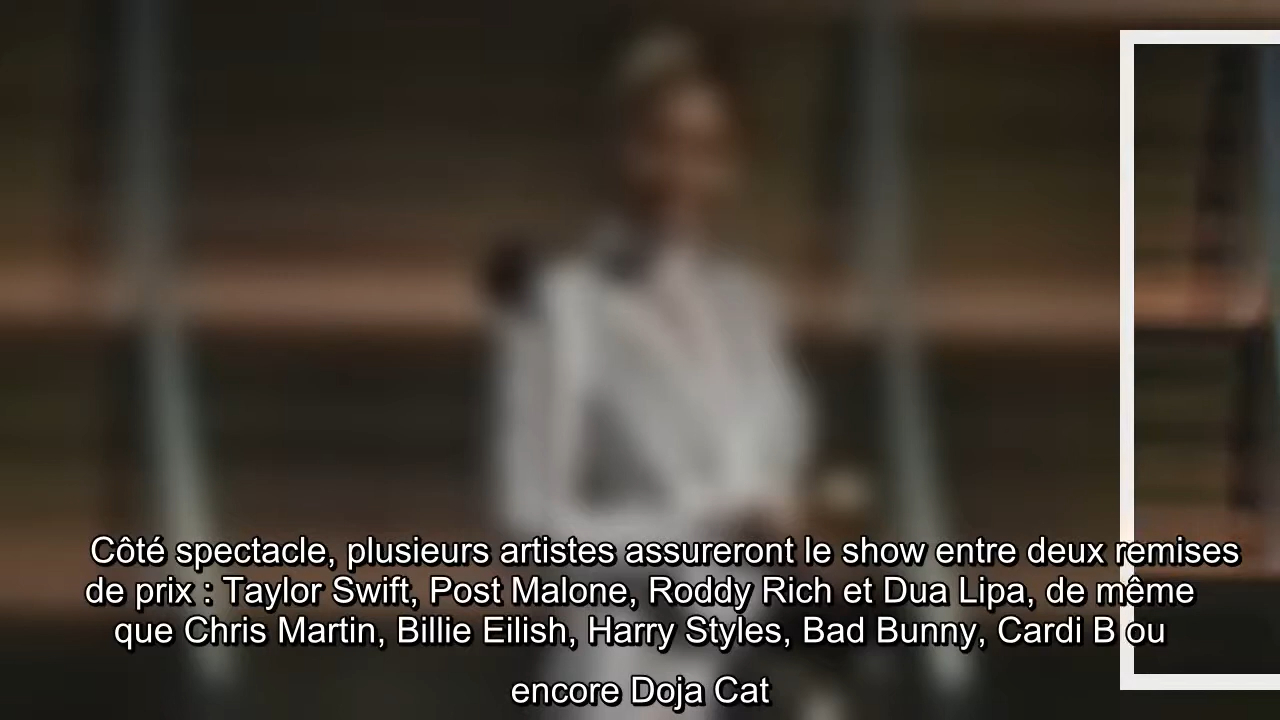 Côté spectacle, plusieurs artistes assureront le show entre deux remises
de prix : Taylor Swift, Post Malone, Roddy Rich et Dua Lipa, de même
que Chris Martin, Billie Eilish, Harry Styles, Bad Bunny, Cardi B ou
encore Doja Cat